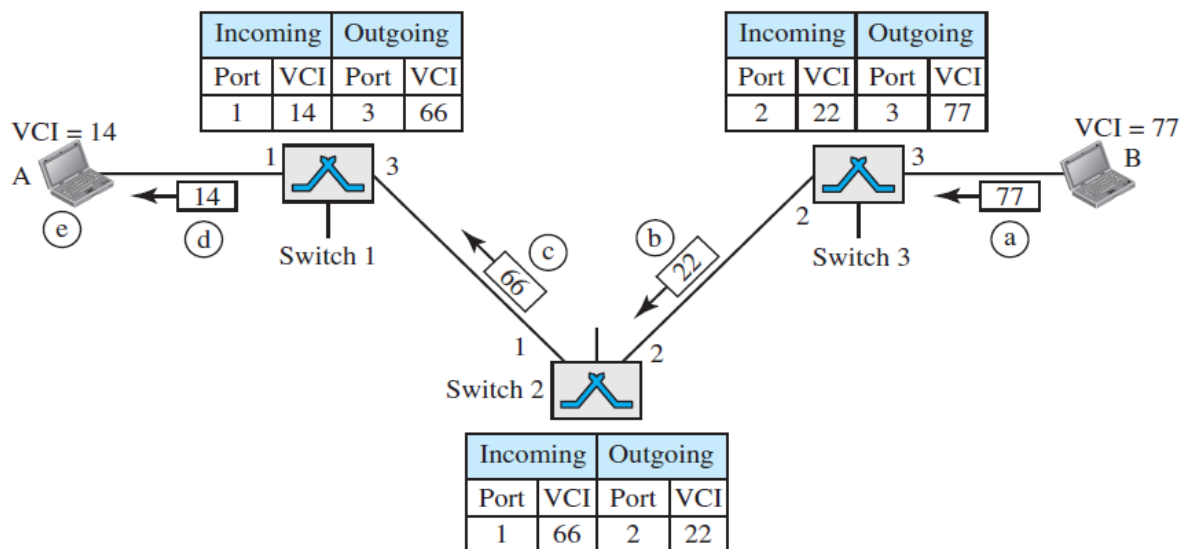 Incoming Outgoing
Port VCI Port VCI
1 14 3 66
Incoming Outgoing
Port VCI Port VCI
2 22 3 77
VCI = 14
A
e
14
d
1
3
Switch 1
c
66
b
22
2
3
Switch 3
VCI = 77
B
77
a
1
2
Switch 2
Incoming Outgoing
Port VCI Port VCI
1 66 2 22